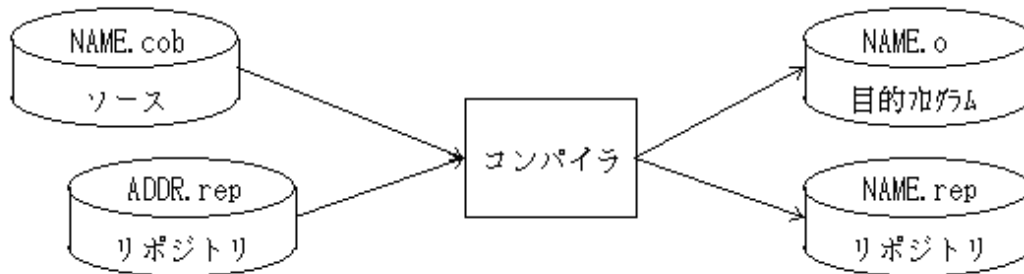 NAME.cob
ソース
ADDR.rep
リポジトリ
コンパイラ
NAME.o
目的ﾌﾟﾛｸﾞﾗﾑ
NAME.rep
リポジトリ